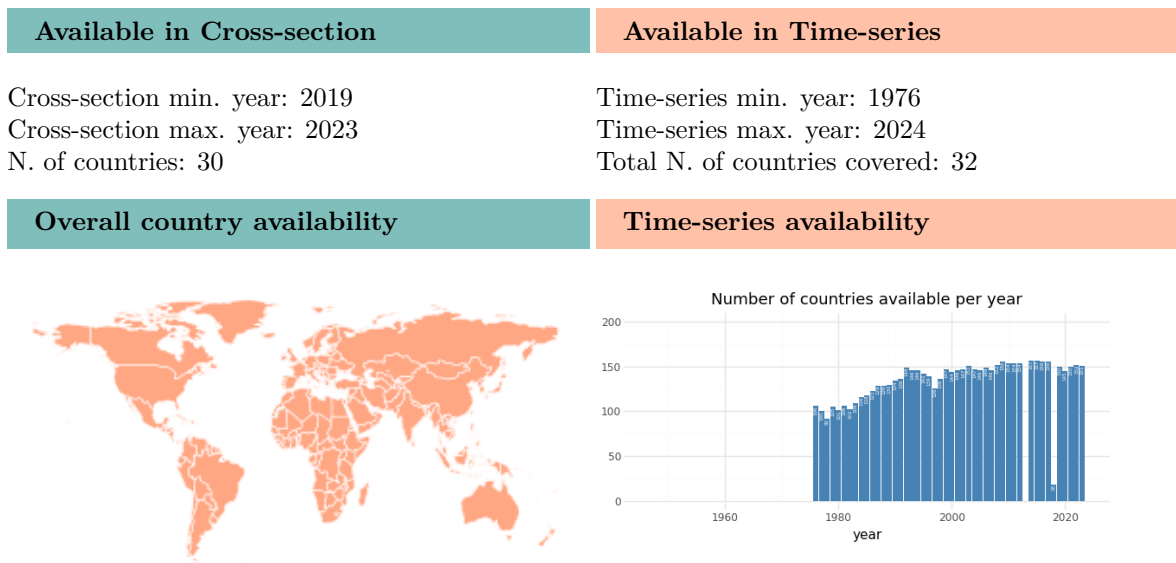 Available in Cross-section
Available in Time-series
Cross-section min. year: 2019
Cross-section max. year: 2023
N. of countries: 30
Time-series min. year: 1976
Time-series max. year: 2024
Total N. of countries covered: 32
Overall country availability
Time-series availability
Number of countries available per year
200
150
100
50
0
1960
1980
2000
2020
year